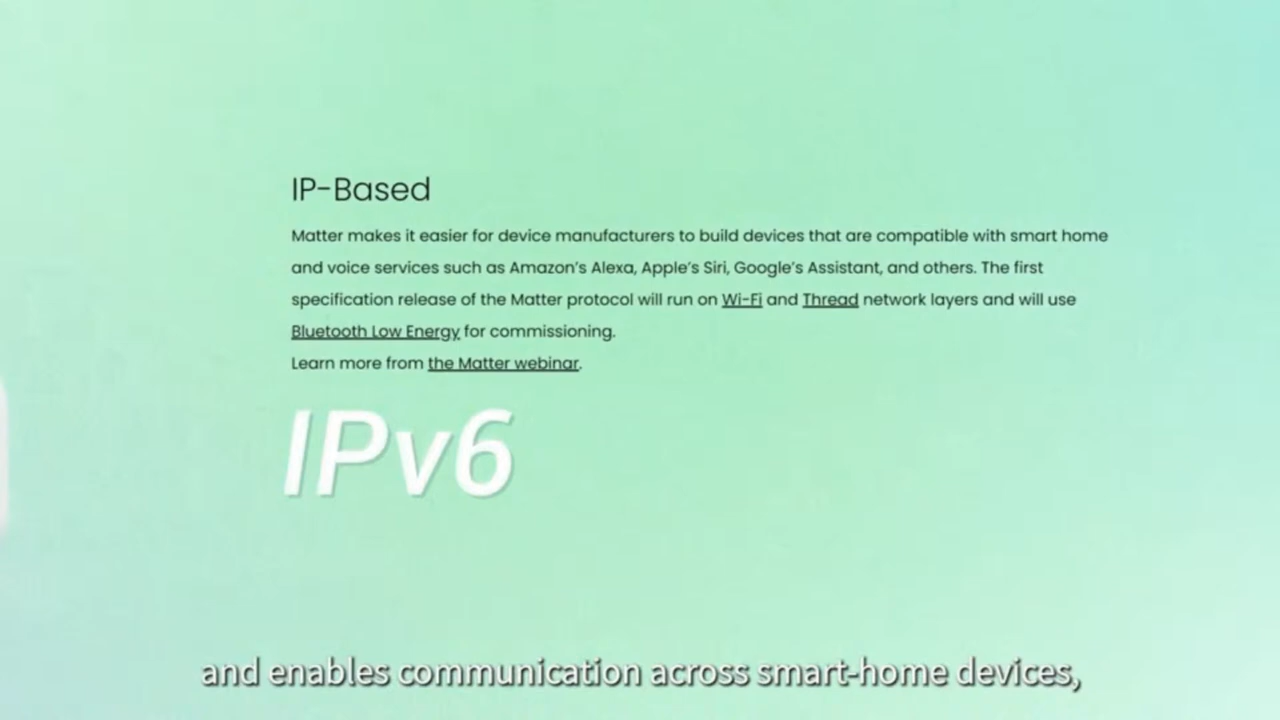 IP-Based
Matter makes it easier for device manufacturers to build devices that are compatible with smart home
and voice services such as Amazon's Alexa, Apple's Siri, Google's Assistant, and others. The first
specification release of the Matter protocol will run on Wi-Fi and Thread network layers and will use
Bluetooth Low Energy for commissioning.
Learn more from the Matter webinar.
IPv6
and enables communication across smart-home devices,